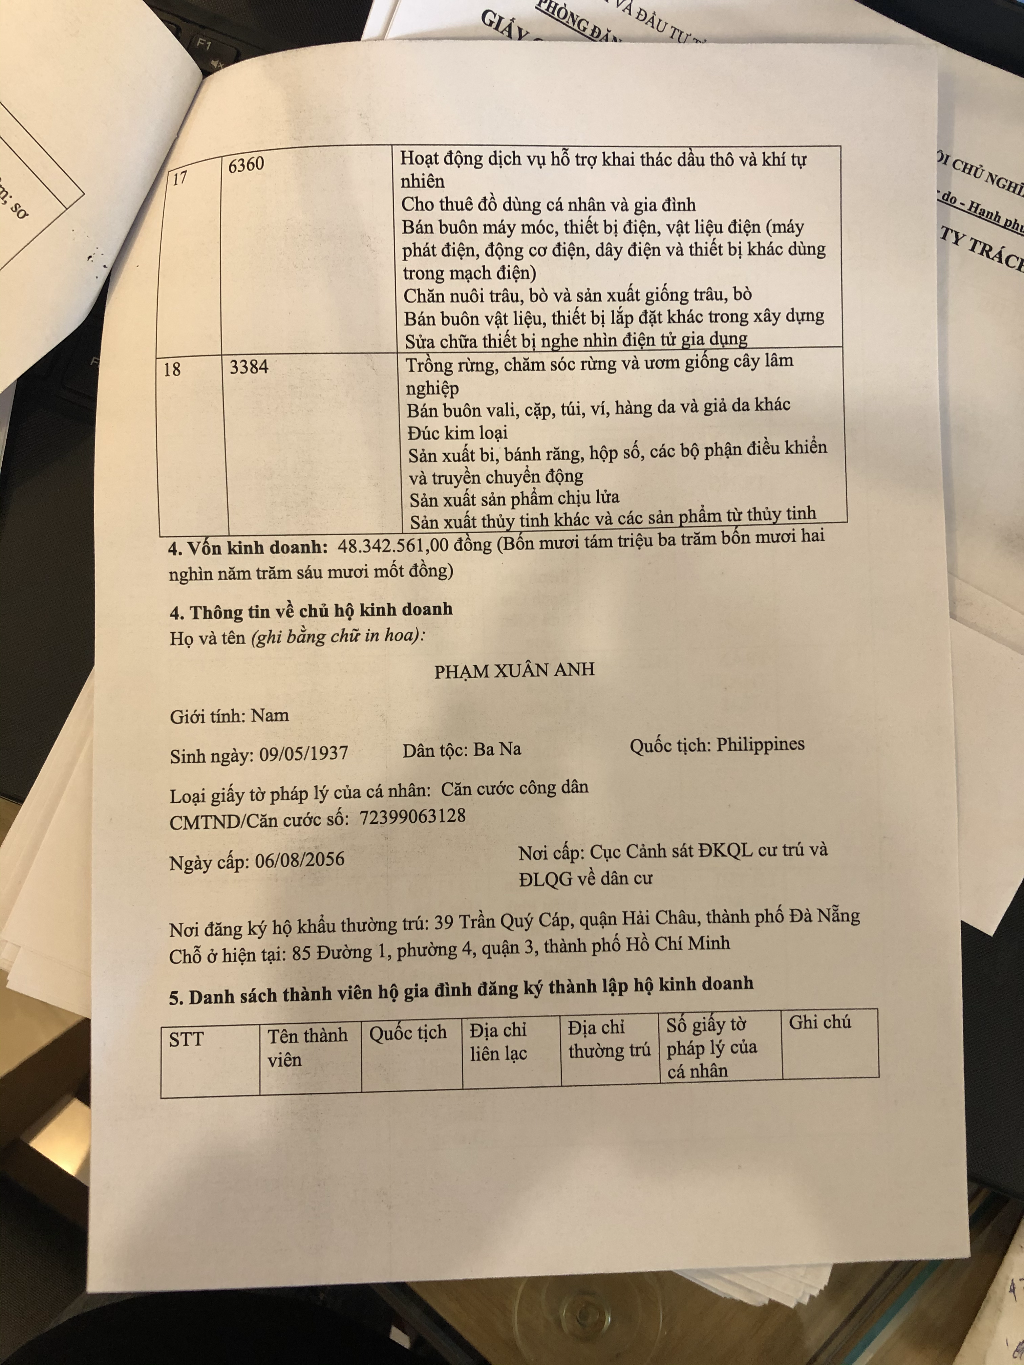 F1
VÀ ĐẦU TƯ
PHÒNG ĐĂN
GIẤY
ỘI CHỦ NGHĨ
do - Hạnh phú
TY TRÁCH
sơ
17 6360 Hoạt động dịch vụ hỗ trợ khai thác dầu thô và khí tự
nhiên
Cho thuê đồ dùng cá nhân và gia đình
Bán buôn máy móc, thiết bị điện, vật liệu điện (máy
phát điện, động cơ điện, dây điện và thiết bị khác dùng
trong mạch điện)
Chăn nuôi trâu, bò và sản xuất giống trâu, bò
Bán buôn vật liệu, thiết bị lắp đặt khác trong xây dựng
Sửa chữa thiết bị nghe nhìn điện tử gia dụng
18 3384 Trồng rừng, chăm sóc rừng và ươm giống cây lâm
nghiệp
Bán buôn vali, cặp, túi, ví, hàng da và giả da khác
Đúc kim loại
Sản xuất bi, bánh răng, hộp số, các bộ phận điều khiển
và truyền chuyển động
Sản xuất sản phẩm chịu lửa
Sản xuất thủy tinh khác và các sản phẩm từ thủy tinh
4. Vốn kinh doanh: 48.342.561,00 đồng (Bốn mươi tám triệu ba trăm bốn mươi hai
nghìn năm trăm sáu mươi mốt đồng)
4. Thông tin về chủ hộ kinh doanh
Họ và tên (ghi bằng chữ in hoa):
PHẠM XUÂN ANH
Giới tính: Nam
Sinh ngày: 09/05/1937 Dân tộc: Ba Na Quốc tịch: Philippines
Loại giấy tờ pháp lý của cá nhân: Căn cước công dân
CMTND/Căn cước số: 72399063128
Ngày cấp: 06/08/2056 Nơi cấp: Cục Cảnh sát ĐKQL cư trú và
ĐLQG về dân cư
Nơi đăng ký hộ khẩu thường trú: 39 Trần Quý Cáp, quận Hải Châu, thành phố Đà Nẵng
Chỗ ở hiện tại: 85 Đường 1, phường 4, quận 3, thành phố Hồ Chí Minh
5. Danh sách thành viên hộ gia đình đăng ký thành lập hộ kinh doanh
STT Tên thành Quốc tịch Địa chỉ Địa chỉ Số giấy tờ Ghi chú
viên liên lạc thường trú pháp lý của
cá nhân